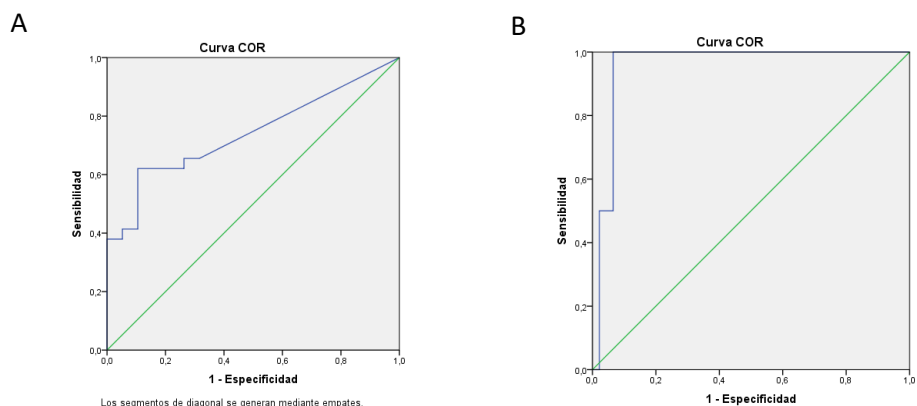 A
Curva COR
1,0
0,8
0,6
0,4
0,2
0,0
Sensibilidad
0,0
0,2
0,4
0,6
0,8
1,0
1 - Especificidad
Los segmentos de diagonal se generan mediante empates.
B
Curva COR
1,0
0,8
0,6
0,4
0,2
0,0
Sensibilidad
0,0
0,2
0,4
0,6
0,8
1,0
1 - Especificidad